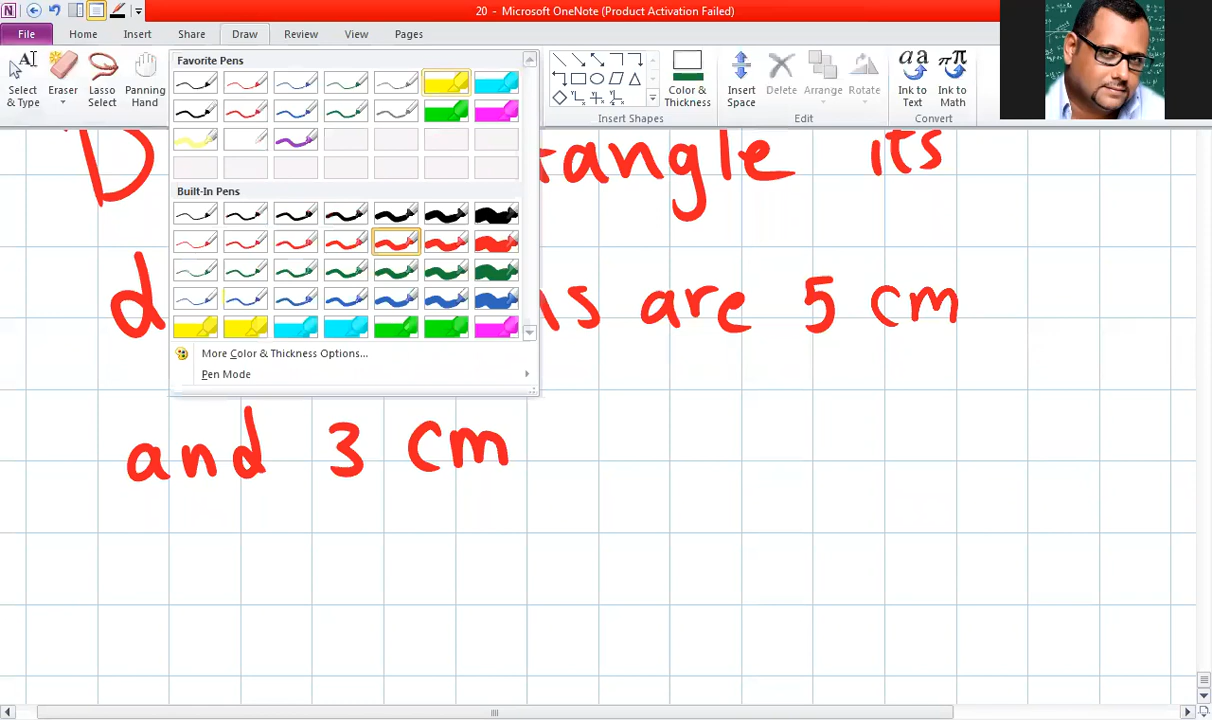 20 - Microsoft OneNote (Product Activation Failed)
File Home Insert Share Draw Review View Pages
Select & Type
Eraser
Lasso Select
Panning Hand
Favorite Pens
Built-In Pens
More Color & Thickness Options...
Pen Mode
Color & Thickness
Insert Shapes
Insert Space
Delete
Arrange
Rotate
Edit
Ink to Text
Ink to Math
Convert
D tangle its
d ns are 5 cm
and 3 cm